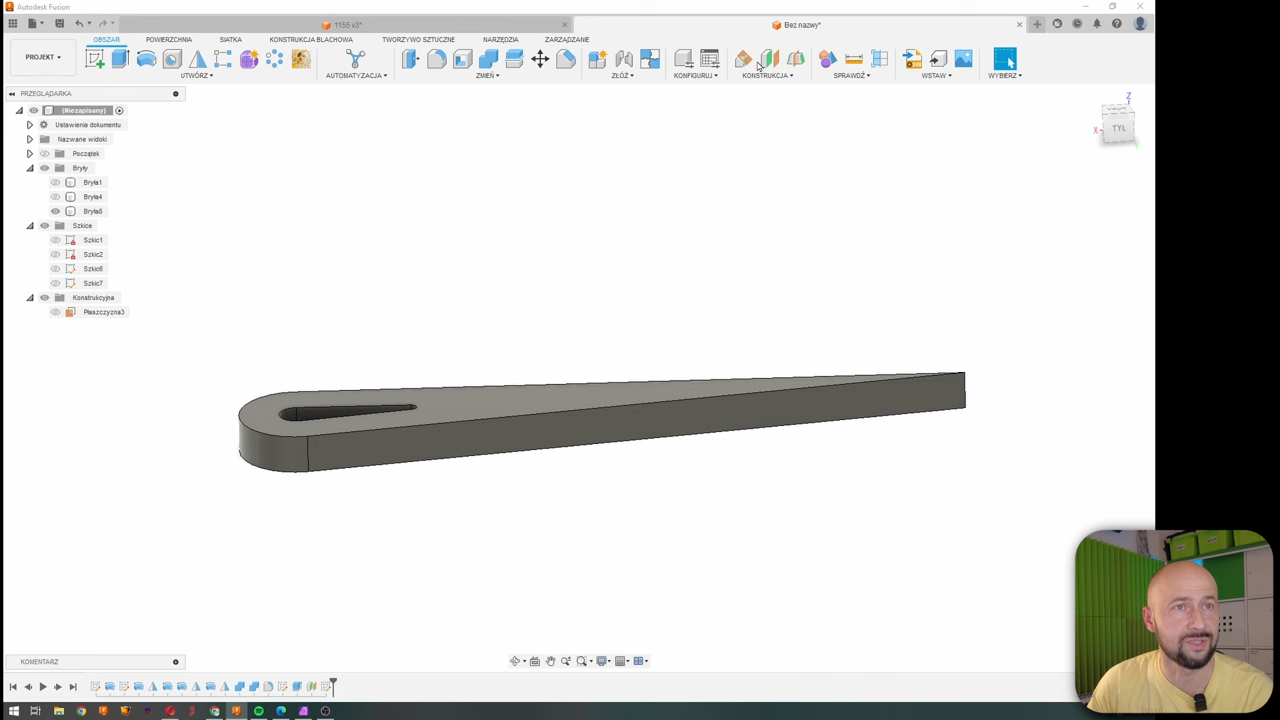 Autodesk Fusion
1155 v3*
Bez nazwy*
PROJEKT
OBSZAR
POWIERZCHNIA
SIATKA
KONSTRUKCJA BLACHOWA
TWORZYWO SZTUCZNE
NARZĘDZIA
ZARZĄDZANIE
UTWÓRZ
AUTOMATYZACJA
ZMIEŃ
ZŁÓŻ
KONFIGURUJ
KONSTRUKCJA
SPRAWDŹ
WSTAW
WYBIERZ
PRZEGLĄDARKA
(Niezapisany)
Ustawienia dokumentu
Nazwane widoki
Początek
Bryły
Bryła1
Bryła4
Bryła8
Szkice
Szkic1
Szkic2
Szkic6
Szkic7
Konstrukcyjna
Płaszczyzna3
Z
X
TYŁ
KOMENTARZ